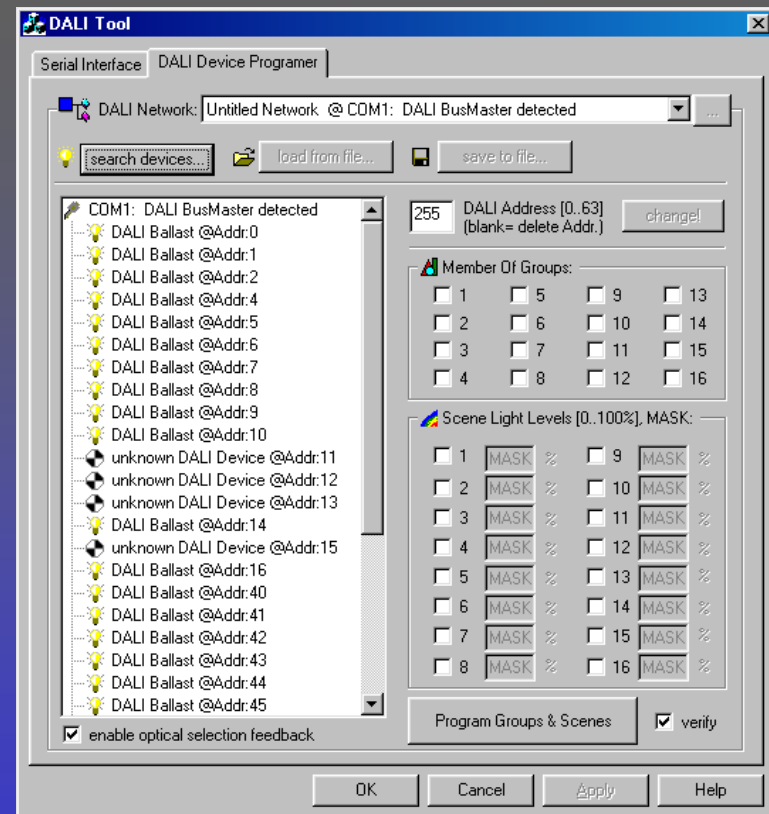 DALI Tool
Serial Interface
DALI Device Programer
DALI Network: Untitled Network @ COM1: DALI BusMaster detected ...
search devices...
load from file...
save to file...
COM1: DALI BusMaster detected
DALI Ballast @Addr:0
DALI Ballast @Addr:1
DALI Ballast @Addr:2
DALI Ballast @Addr:4
DALI Ballast @Addr:5
DALI Ballast @Addr:6
DALI Ballast @Addr:7
DALI Ballast @Addr:8
DALI Ballast @Addr:9
DALI Ballast @Addr:10
unknown DALI Device @Addr:11
unknown DALI Device @Addr:12
unknown DALI Device @Addr:13
DALI Ballast @Addr:14
unknown DALI Device @Addr:15
DALI Ballast @Addr:16
DALI Ballast @Addr:40
DALI Ballast @Addr:41
DALI Ballast @Addr:42
DALI Ballast @Addr:43
DALI Ballast @Addr:44
DALI Ballast @Addr:45
enable optical selection feedback
255
DALI Address [0..63]
(blank= delete Addr.)
change!
Member Of Groups:
1 5 9 13
2 6 10 14
3 7 11 15
4 8 12 16
Scene Light Levels [0..100%], MASK:
1 MASK % 9 MASK %
2 MASK % 10 MASK %
3 MASK % 11 MASK %
4 MASK % 12 MASK %
5 MASK % 13 MASK %
6 MASK % 14 MASK %
7 MASK % 15 MASK %
8 MASK % 16 MASK %
Program Groups & Scenes
verify
OK
Cancel
Apply
Help